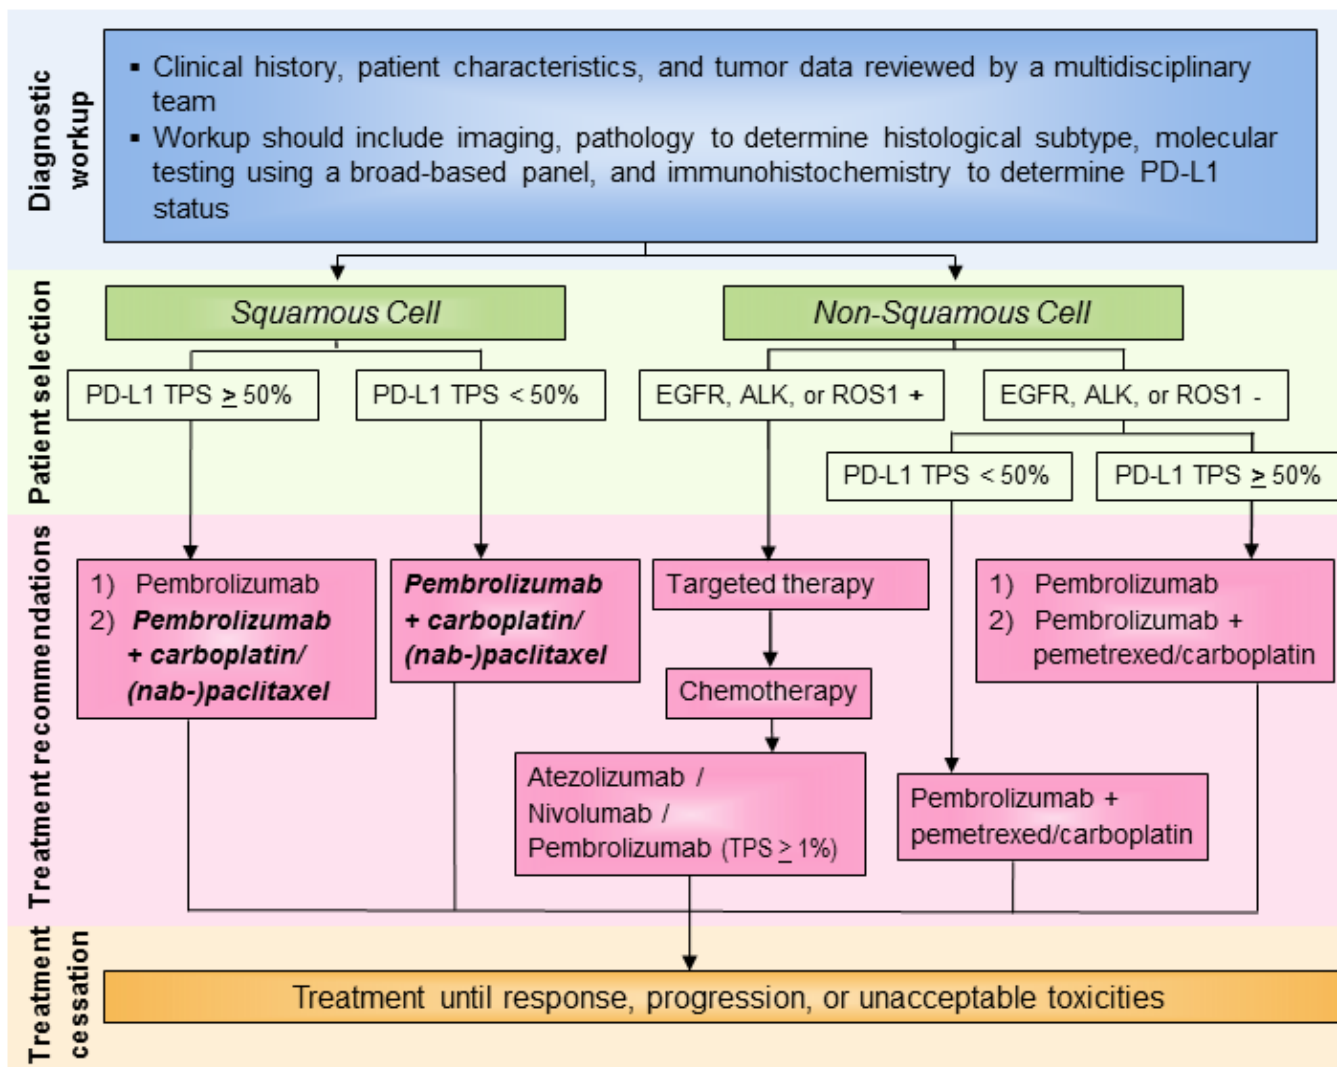 Diagnostic
workup
▪ Clinical history, patient characteristics, and tumor data reviewed by a multidisciplinary
team
▪ Workup should include imaging, pathology to determine histological subtype, molecular
testing using a broad-based panel, and immunohistochemistry to determine PD-L1
status
Patient selection
Squamous Cell
Non-Squamous Cell
PD-L1 TPS ≥ 50%
PD-L1 TPS < 50%
EGFR, ALK, or ROS1 +
EGFR, ALK, or ROS1 -
PD-L1 TPS < 50%
PD-L1 TPS ≥ 50%
Treatment recommendations
1) Pembrolizumab
2) Pembrolizumab
+ carboplatin/
(nab-)paclitaxel
Pembrolizumab
+ carboplatin/
(nab-)paclitaxel
Targeted therapy
Chemotherapy
Atezolizumab /
Nivolumab /
Pembrolizumab (TPS ≥ 1%)
Pembrolizumab +
pemetrexed/carboplatin
1) Pembrolizumab
2) Pembrolizumab +
pemetrexed/carboplatin
Treatment
cessation
Treatment until response, progression, or unacceptable toxicities